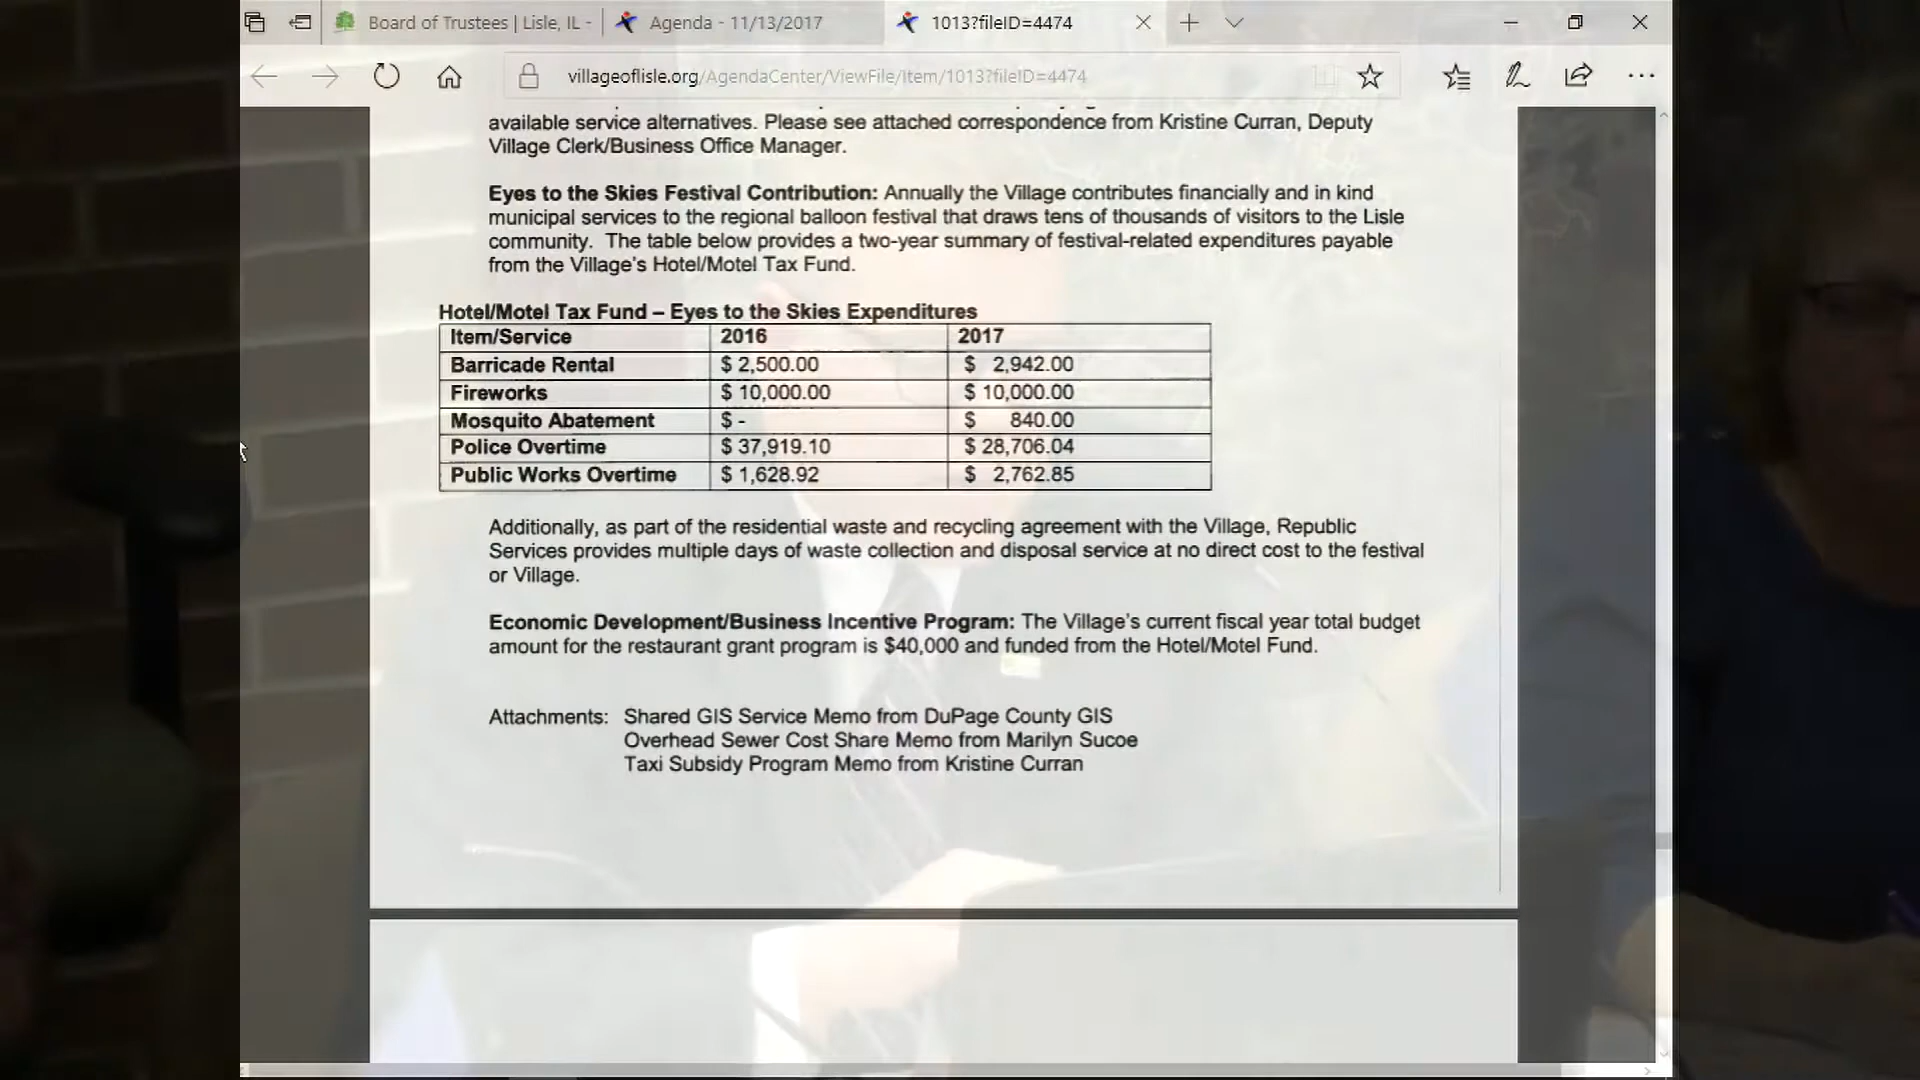 Board of Trustees | Lisle, IL -
Agenda - 11/13/2017
1013?fileID=4474
villageoflisle.org/AgendaCenter/ViewFile/Item/1013?fileID=4474
available service alternatives. Please see attached correspondence from Kristine Curran, Deputy
Village Clerk/Business Office Manager.
Eyes to the Skies Festival Contribution: Annually the Village contributes financially and in kind
municipal services to the regional balloon festival that draws tens of thousands of visitors to the Lisle
community. The table below provides a two-year summary of festival-related expenditures payable
from the Village's Hotel/Motel Tax Fund.
Hotel/Motel Tax Fund – Eyes to the Skies Expenditures
Item/Service 2016 2017
Barricade Rental $ 2,500.00 $ 2,942.00
Fireworks $ 10,000.00 $ 10,000.00
Mosquito Abatement $ - $ 840.00
Police Overtime $ 37,919.10 $ 28,706.04
Public Works Overtime $ 1,628.92 $ 2,762.85
Additionally, as part of the residential waste and recycling agreement with the Village, Republic
Services provides multiple days of waste collection and disposal service at no direct cost to the festival
or Village.
Economic Development/Business Incentive Program: The Village's current fiscal year total budget
amount for the restaurant grant program is $40,000 and funded from the Hotel/Motel Fund.
Attachments: Shared GIS Service Memo from DuPage County GIS
Overhead Sewer Cost Share Memo from Marilyn Sucoe
Taxi Subsidy Program Memo from Kristine Curran